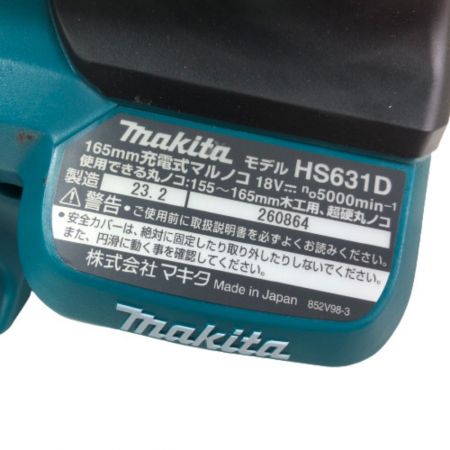 makita モデル HS631D
165mm充電式マルノコ 18V⎓ n₀5000min⁻¹
使用できる丸ノコ:155～165mm木工用、超硬丸ノコ
製造 23.2 260864
⚠警告・ご使用前に取扱説明書を必ずよくお読みください。
・安全カバーは、絶対に固定したり取り外したりしないでください。
また、円滑に動く事を確認してください。
株式会社マキタ Made in Japan 852V98-3
makita